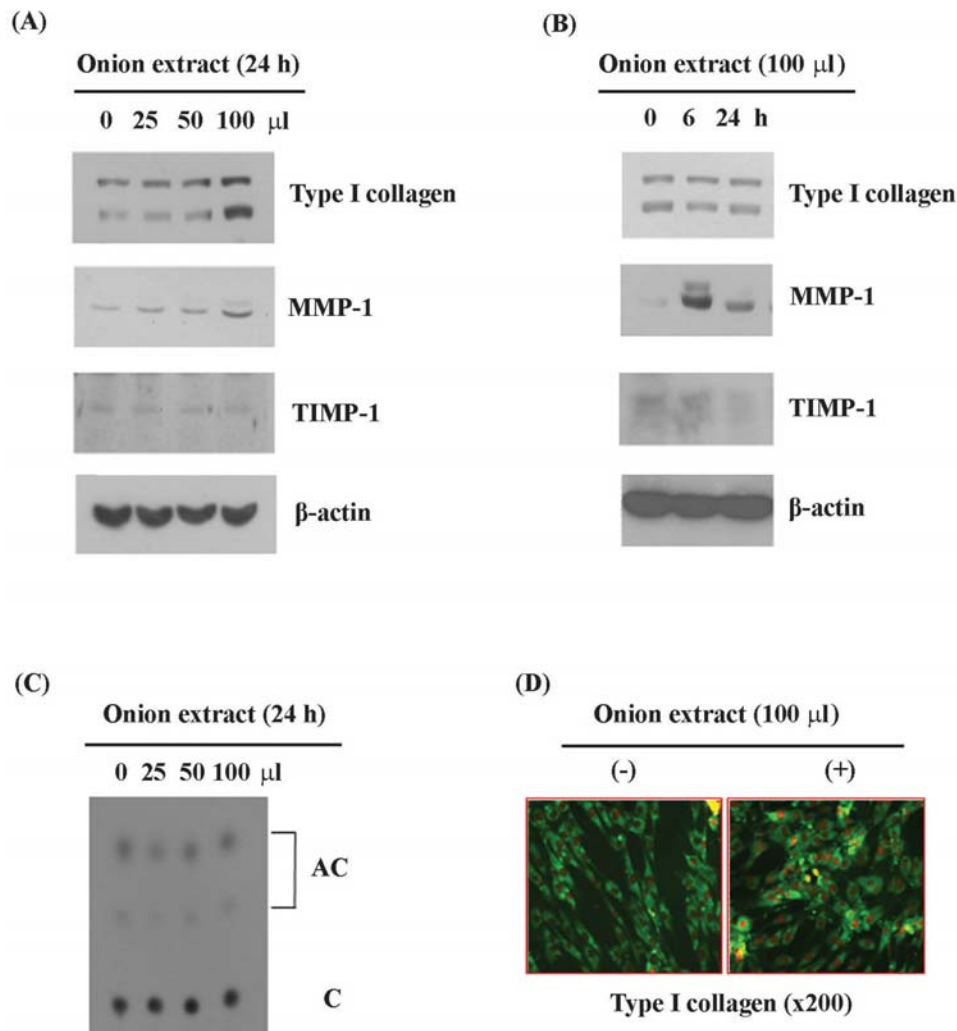 (A)
Onion extract (24 h)
0 25 50 100 μl
Type I collagen
MMP-1
TIMP-1
β-actin
(B)
Onion extract (100 μl)
0 6 24 h
Type I collagen
MMP-1
TIMP-1
β-actin
(C)
Onion extract (24 h)
0 25 50 100 μl
AC
C
(D)
Onion extract (100 μl)
(-) (+)
Type I collagen (x200)